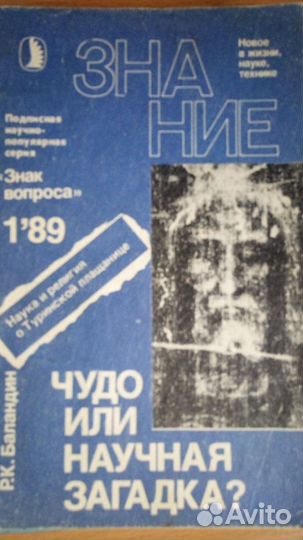 ЗНА
НИЕ
Новое
в жизни,
науке,
технике
Подписная
научно-
популярная
серия
«Знак
вопроса»
1'89
Наука и религия
о Туринской плащанице
Р.К. Баландин
ЧУДО
ИЛИ
НАУЧНАЯ
ЗАГАДКА?
Avito